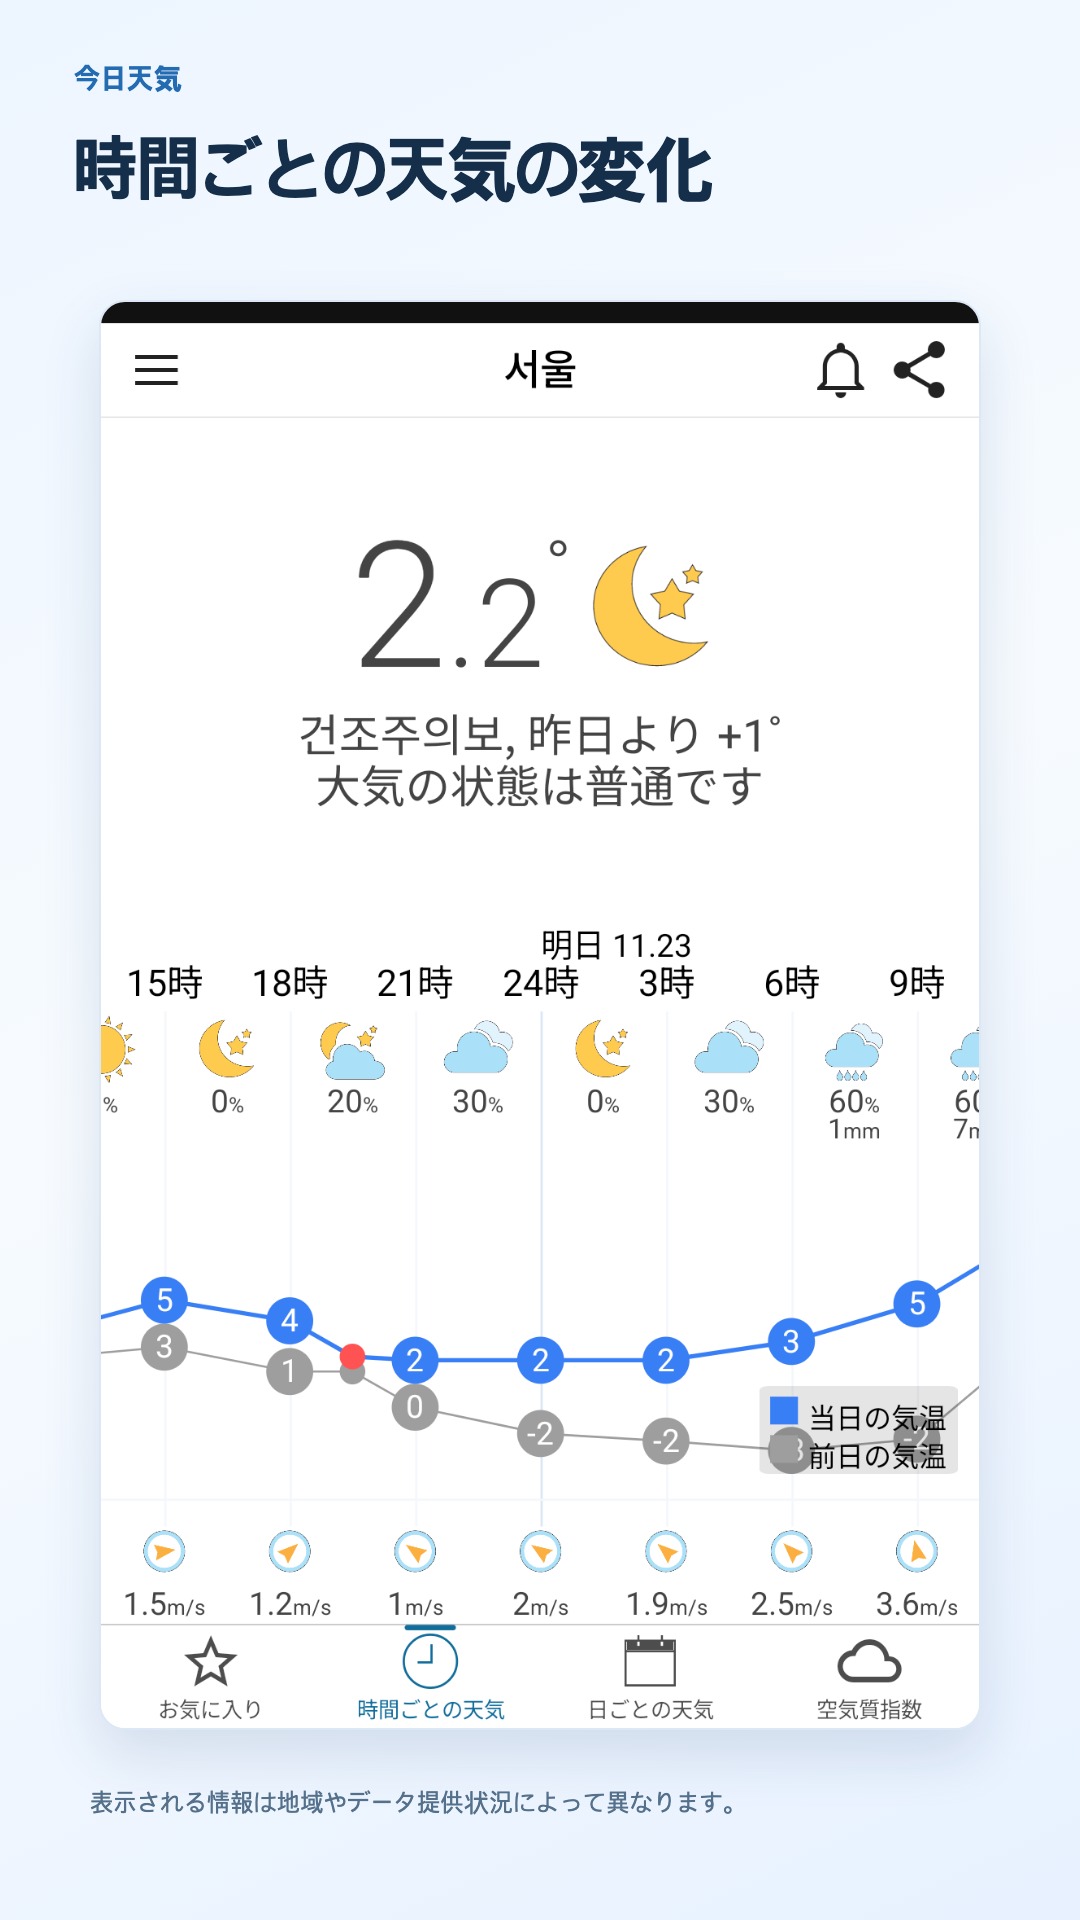 今日天気
時間ごとの天気の変化
서울
2.2°
건조주의보, 昨日より +1°
大気の状態は普通です
明日 11.23
15時 18時 21時 24時 3時 6時 9時
% 0% 20% 30% 0% 30% 60% 60
1mm 7m
5 4 2 2 2 3 5
3 1 0 -2 -2 3 -2
当日の気温
前日の気温
1.5m/s 1.2m/s 1m/s 2m/s 1.9m/s 2.5m/s 3.6m/s
お気に入り 時間ごとの天気 日ごとの天気 空気質指数
表示される情報は地域やデータ提供状況によって異なります。